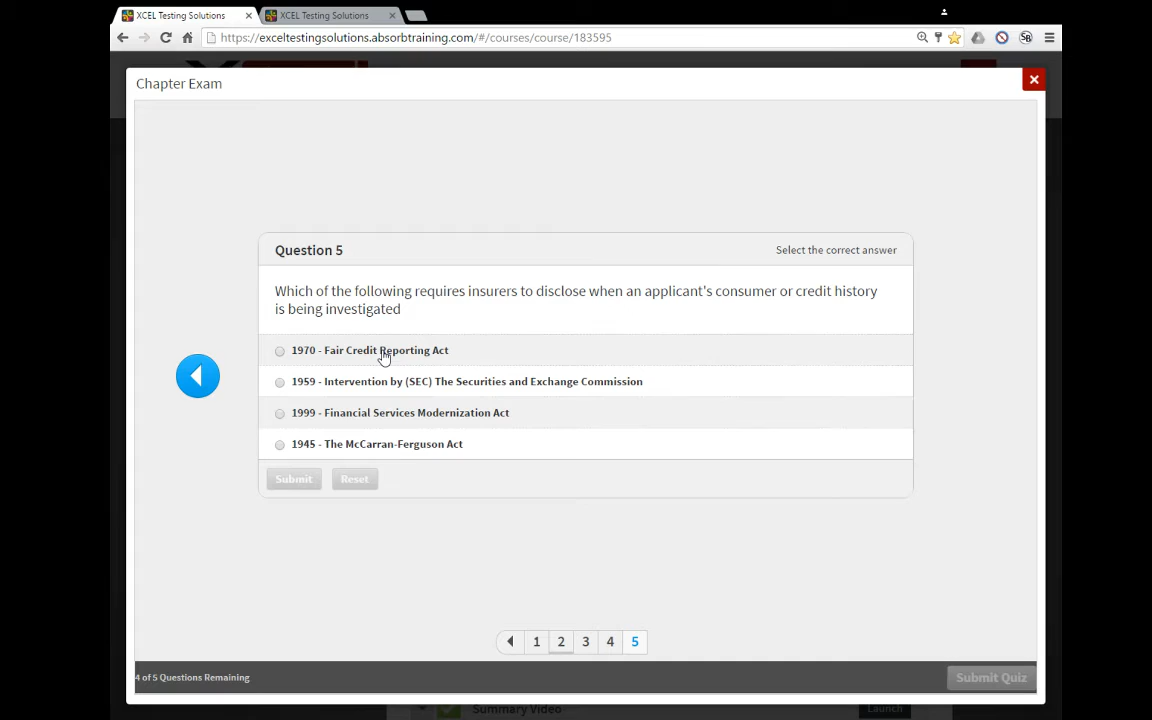 XCEL Testing Solutions
XCEL Testing Solutions
https://exceltestingsolutions.absorbtraining.com/#/courses/course/183595
SB
Chapter Exam
Question 5
Select the correct answer
Which of the following requires insurers to disclose when an applicant's consumer or credit history
is being investigated
1970 - Fair Credit Reporting Act
1959 - Intervention by (SEC) The Securities and Exchange Commission
1999 - Financial Services Modernization Act
1945 - The McCarran-Ferguson Act
Submit Reset
1 2 3 4 5
4 of 5 Questions Remaining
Submit Quiz
Summary Video
Launch